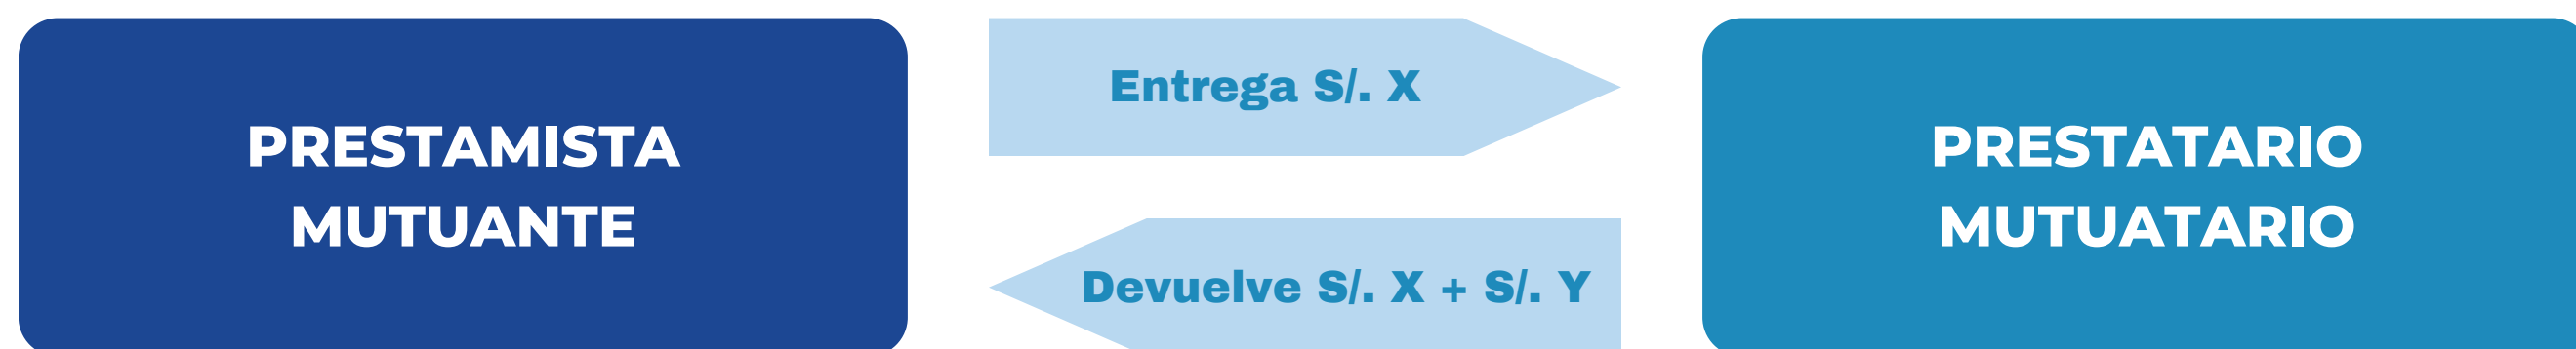 PRESTAMISTA
MUTUANTE
Entrega S/. X
Devuelve S/. X + S/. Y
PRESTATARIO
MUTUATARIO